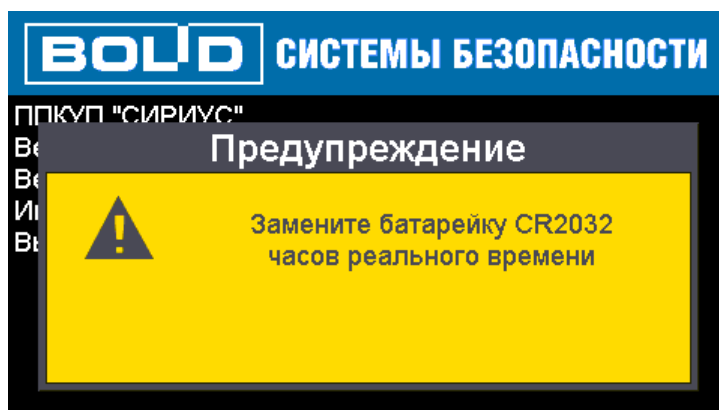 BOLID СИСТЕМЫ БЕЗОПАСНОСТИ
ППКУП "СИРИУС"
Предупреждение
Замените батарейку CR2032
часов реального времени